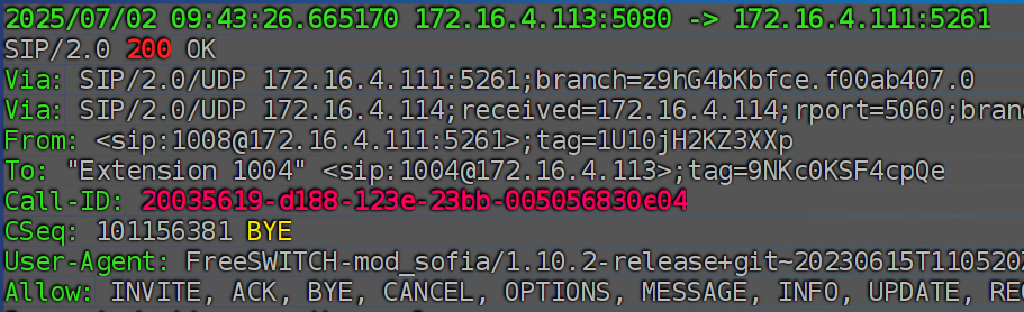 2025/07/02 09:43:26.665170 172.16.4.113:5080 -> 172.16.4.111:5261
SIP/2.0 200 OK
Via: SIP/2.0/UDP 172.16.4.111:5261;branch=z9hG4bKbfce.f00ab407.0
Via: SIP/2.0/UDP 172.16.4.114;received=172.16.4.114;rport=5060;bran
From: <sip:1008@172.16.4.111:5261>;tag=1U10jH2KZ3XXp
To: "Extension 1004" <sip:1004@172.16.4.113>;tag=9NKc0KSF4cpQe
Call-ID: 20035619-d188-123e-23bb-005056830e04
CSeq: 101156381 BYE
User-Agent: FreeSWITCH-mod_sofia/1.10.2-release+git~20230615T110520
Allow: INVITE, ACK, BYE, CANCEL, OPTIONS, MESSAGE, INFO, UPDATE, RE